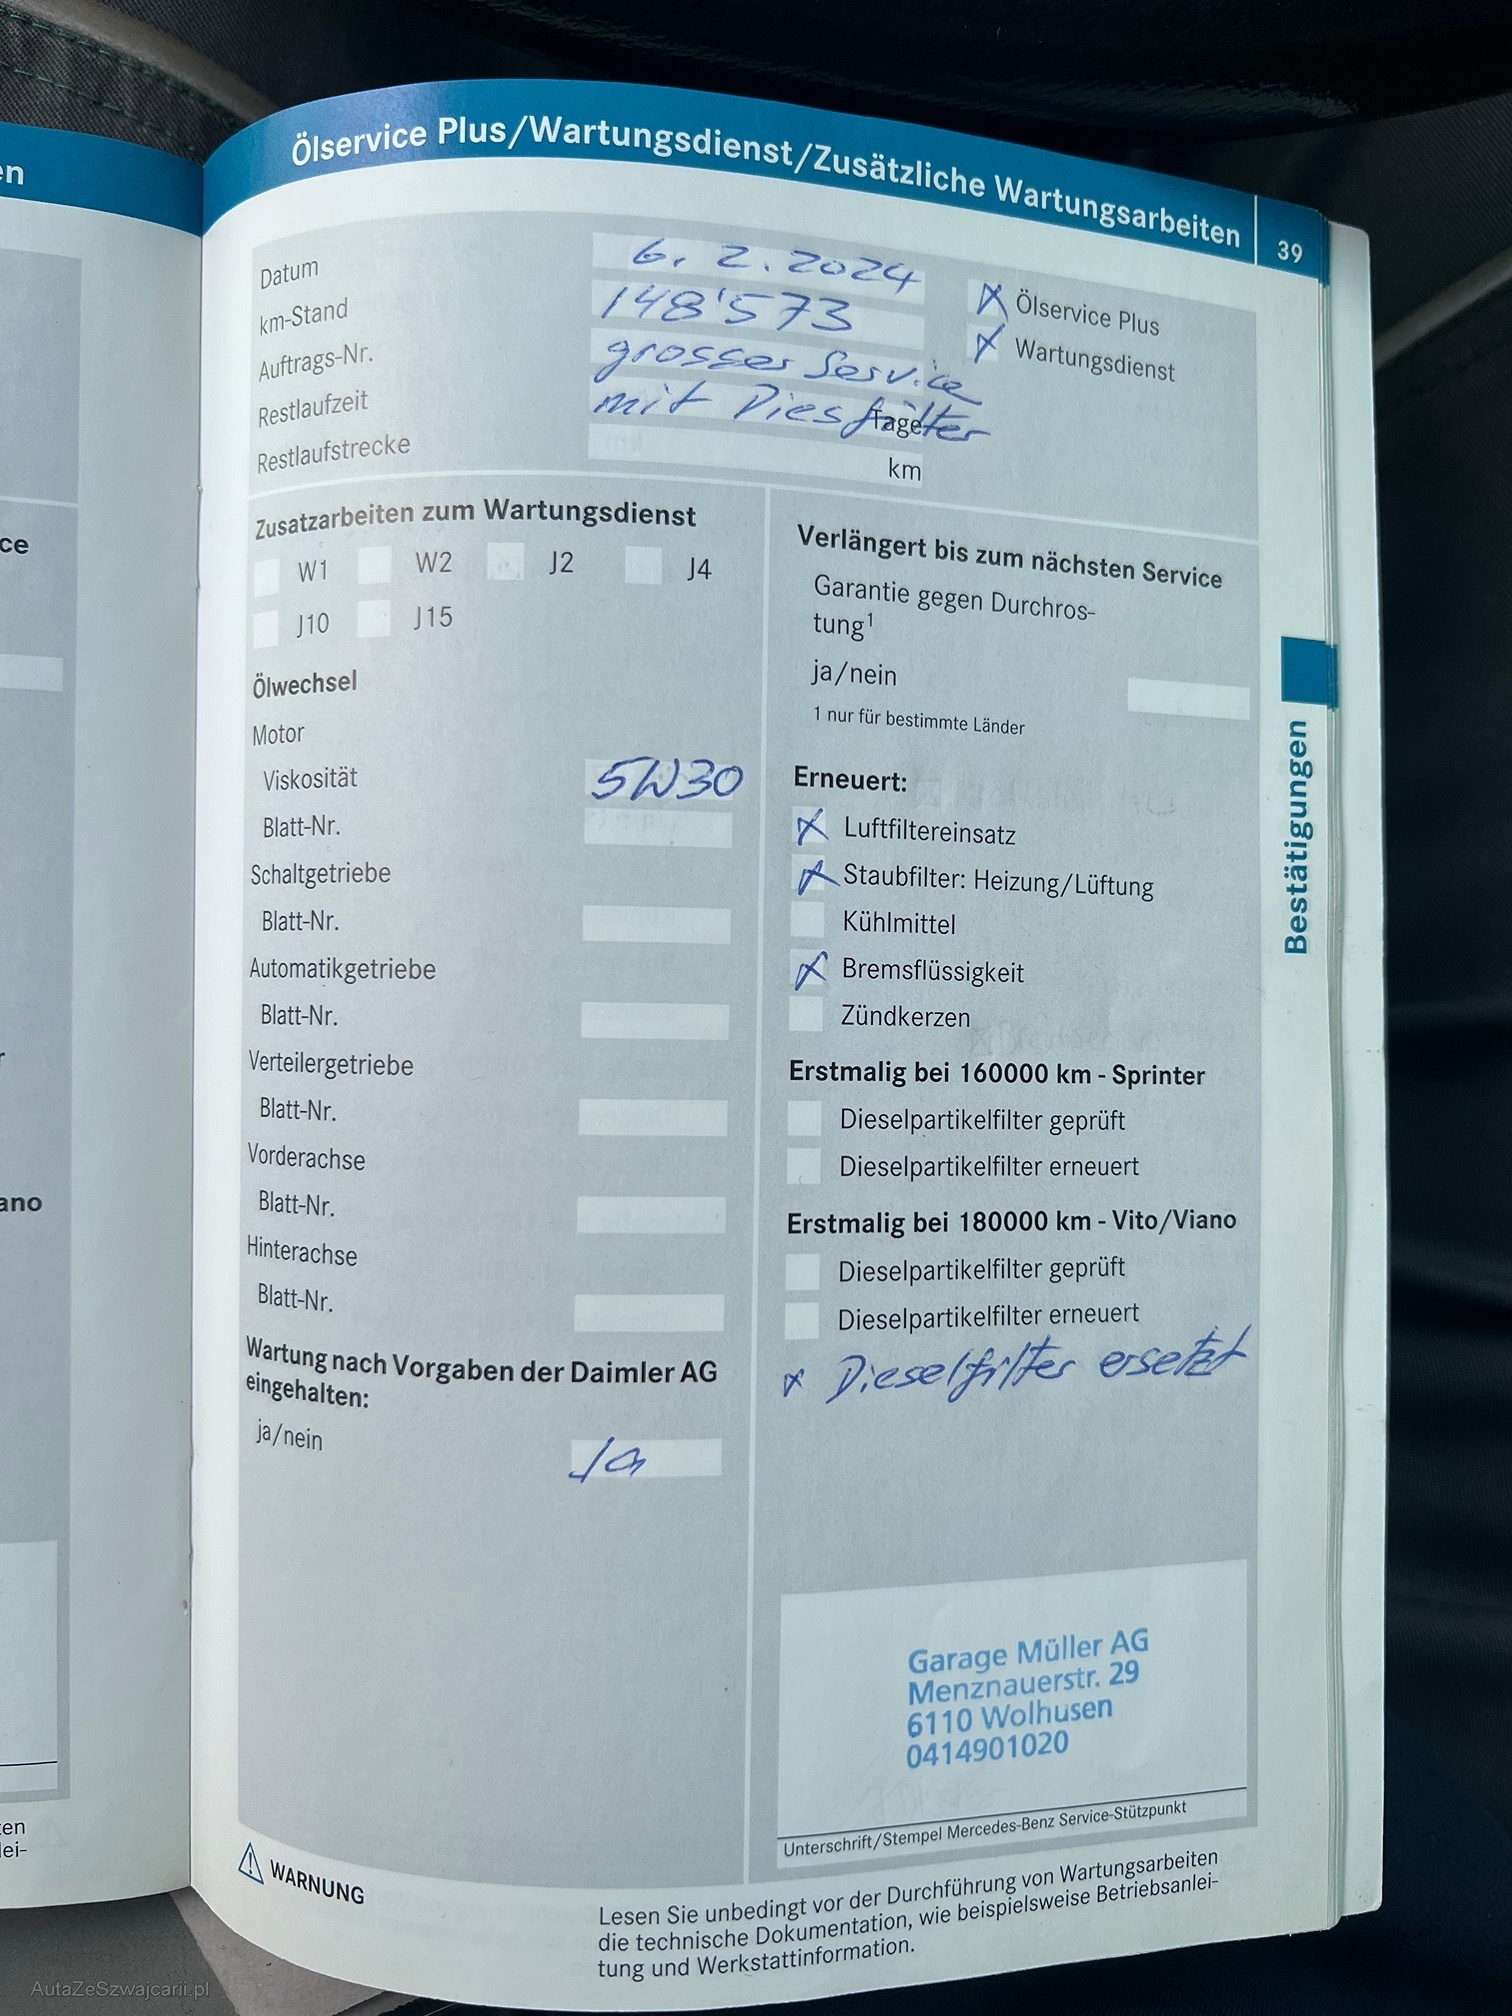 en
ce
ano
ten
lei-
Ölservice Plus/Wartungsdienst/Zusätzliche Wartungsarbeiten 39
Datum 6. 2. 2024
km-Stand 148'573
Auftrags-Nr. grosser Service
Restlaufzeit mit Diesfilter Tage
Restlaufstrecke km
Ölservice Plus
Wartungsdienst
Zusatzarbeiten zum Wartungsdienst
W1 W2 J2 J4
J10 J15
Ölwechsel
Motor
Viskosität 5W30
Blatt-Nr.
Schaltgetriebe
Blatt-Nr.
Automatikgetriebe
Blatt-Nr.
Verteilergetriebe
Blatt-Nr.
Vorderachse
Blatt-Nr.
Hinterachse
Blatt-Nr.
Wartung nach Vorgaben der Daimler AG
eingehalten:
ja/nein Ja
Verlängert bis zum nächsten Service
Garantie gegen Durchros-
tung¹
ja/nein
1 nur für bestimmte Länder
Erneuert:
Luftfiltereinsatz
Staubfilter: Heizung/Lüftung
Kühlmittel
Bremsflüssigkeit
Zündkerzen
Erstmalig bei 160000 km - Sprinter
Dieselpartikelfilter geprüft
Dieselpartikelfilter erneuert
Erstmalig bei 180000 km - Vito/Viano
Dieselpartikelfilter geprüft
Dieselpartikelfilter erneuert
x Dieselfilter ersetzt
Bestätigungen
Garage Müller AG
Menznauerstr. 29
6110 Wolhusen
0414901020
Unterschrift/Stempel Mercedes-Benz Service-Stützpunkt
WARNUNG
Lesen Sie unbedingt vor der Durchführung von Wartungsarbeiten
die technische Dokumentation, wie beispielsweise Betriebsanlei-
tung und Werkstattinformation.
AutaZeSzwajcarii.pl